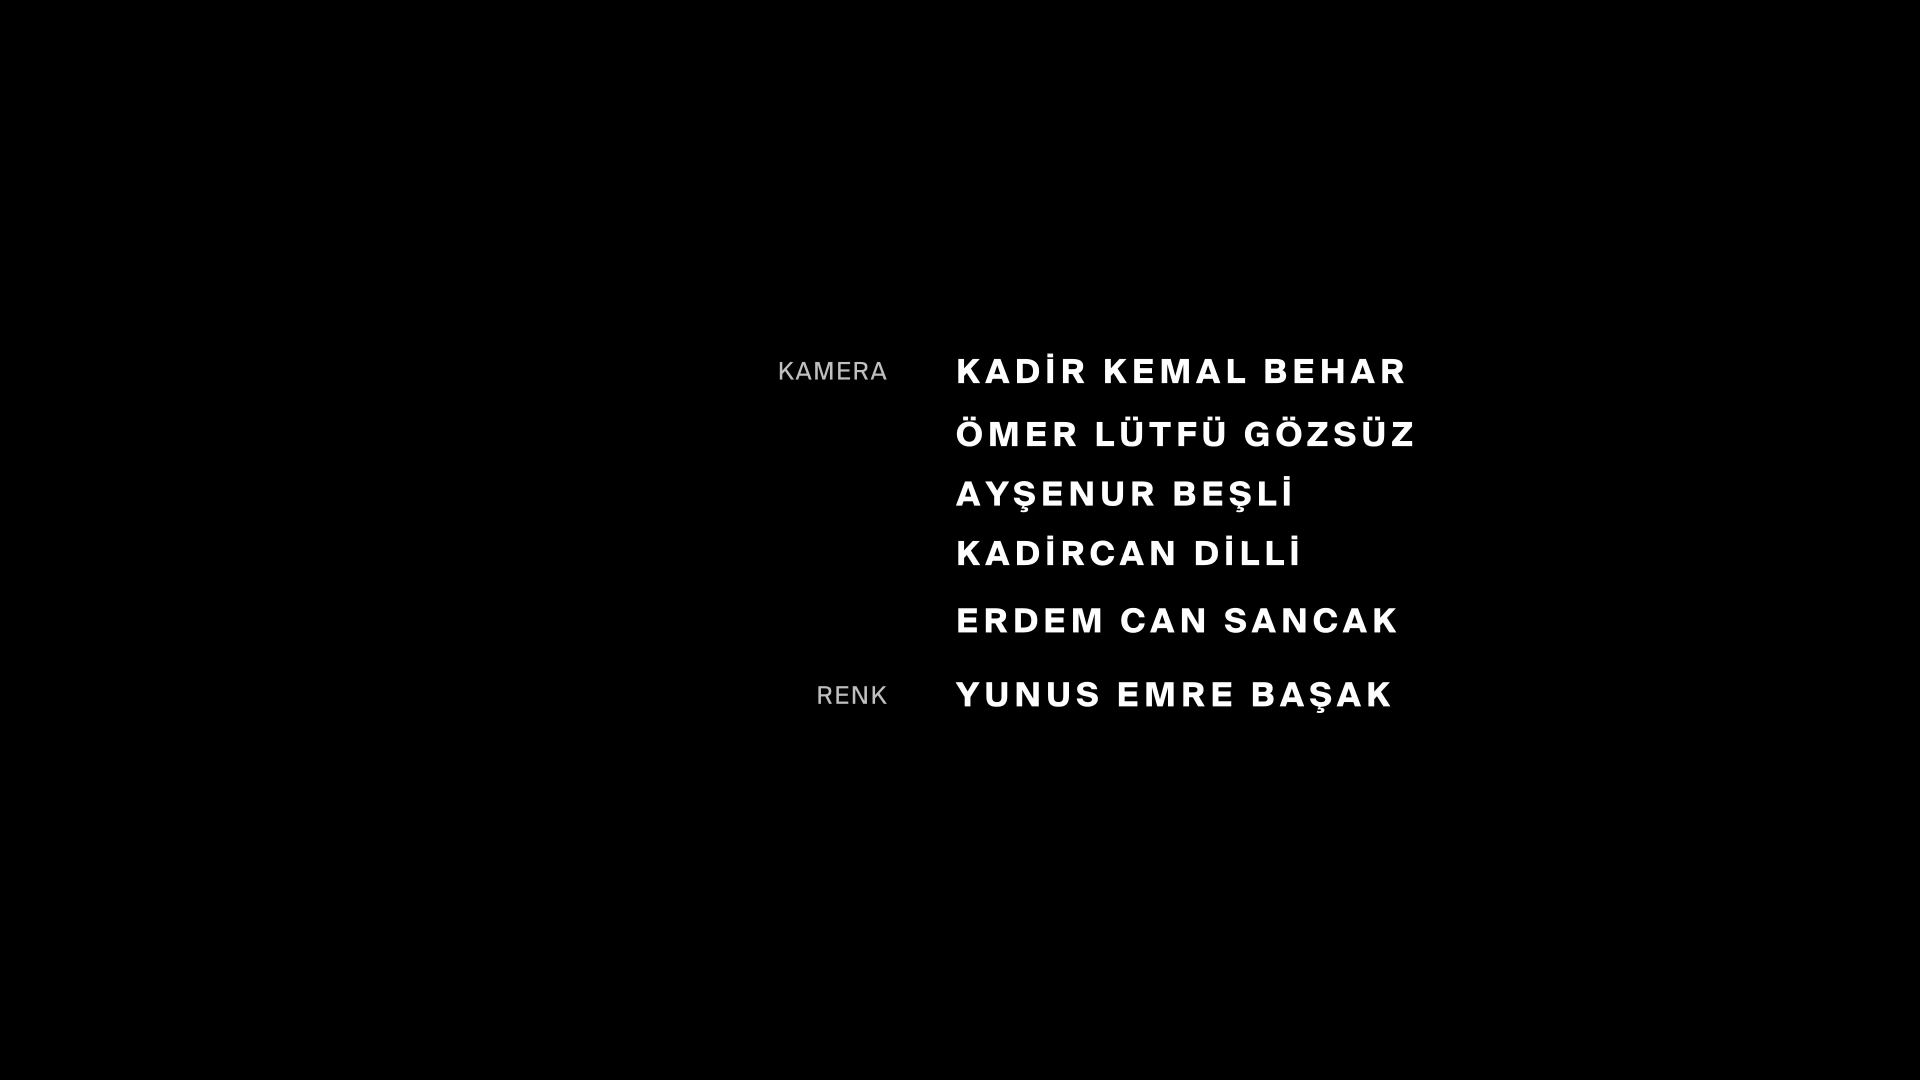 KAMERA KADİR KEMAL BEHAR
ÖMER LÜTFÜ GÖZSÜZ
AYŞENUR BEŞLİ
KADİRCAN DİLLİ
ERDEM CAN SANCAK
RENK YUNUS EMRE BAŞAK